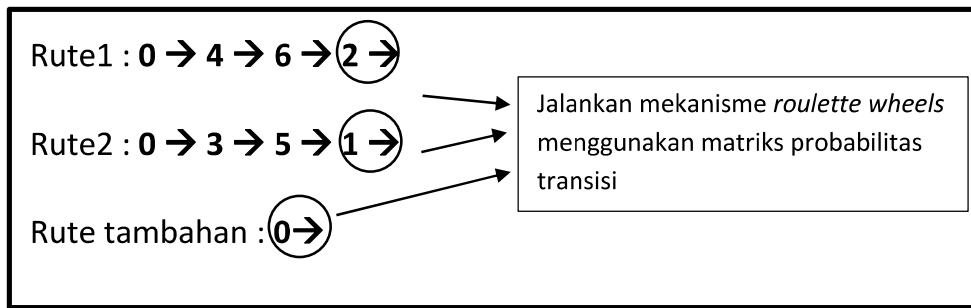 Rute1 : 0 → 4 → 6 → 2 →
Jalankan mekanisme roulette wheels
menggunakan matriks probabilitas
transisi
Rute2 : 0 → 3 → 5 → 1 →
Rute tambahan : 0→